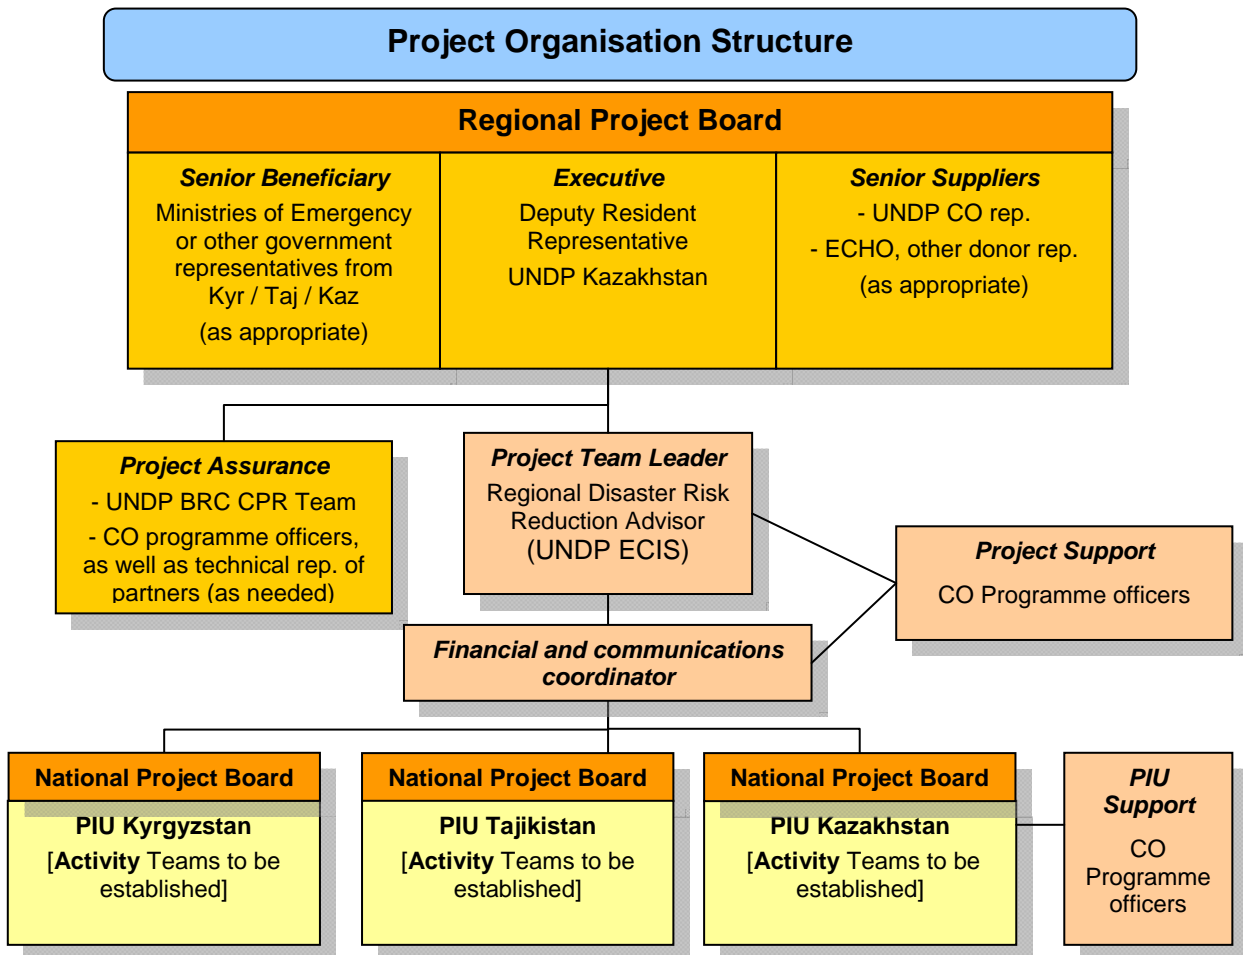 Project Organisation Structure
Regional Project Board
Senior Beneficiary
Ministries of Emergency
or other government
representatives from
Kyr / Taj / Kaz
(as appropriate)
Executive
Deputy Resident
Representative
UNDP Kazakhstan
Senior Suppliers
- UNDP CO rep.
- ECHO, other donor rep.
(as appropriate)
Project Assurance
- UNDP BRC CPR Team
- CO programme officers,
as well as technical rep. of
partners (as needed)
Project Team Leader
Regional Disaster Risk
Reduction Advisor
(UNDP ECIS)
Project Support
CO Programme officers
Financial and communications
coordinator
National Project Board
PIU Kyrgyzstan
[Activity Teams to be
established]
National Project Board
PIU Tajikistan
[Activity Teams to be
established]
National Project Board
PIU Kazakhstan
[Activity Teams to be
established]
PIU
Support
CO
Programme
officers